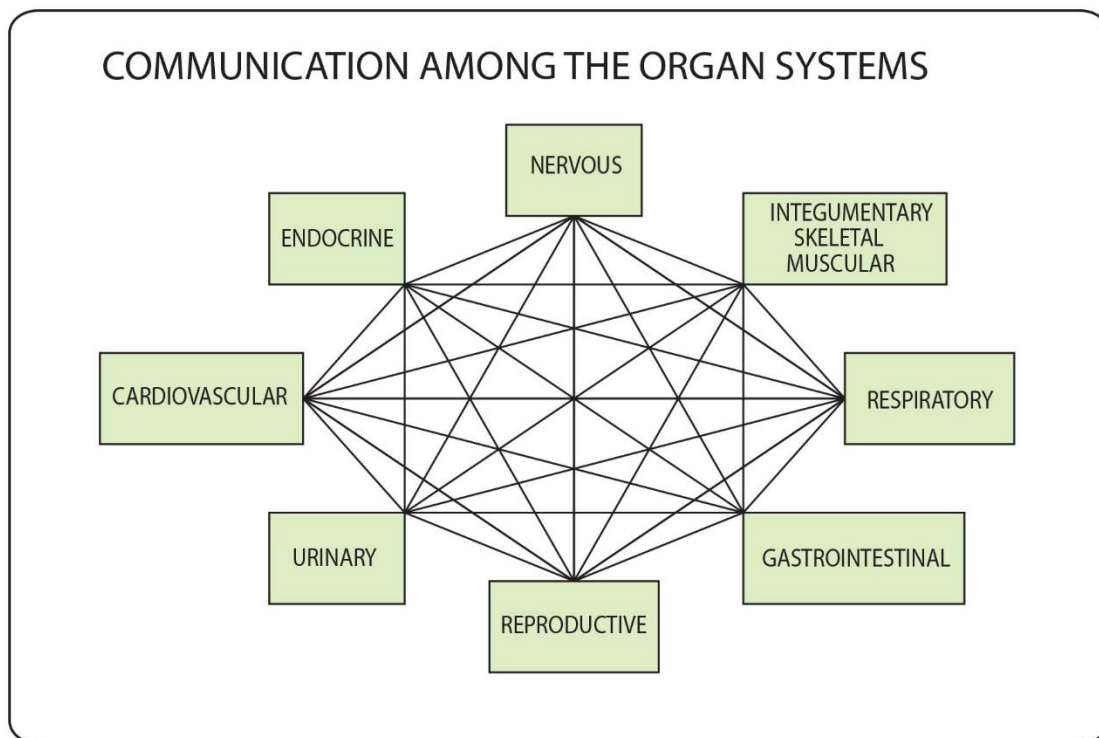 COMMUNICATION AMONG THE ORGAN SYSTEMS
NERVOUS
ENDOCRINE
INTEGUMENTARY
SKELETAL
MUSCULAR
CARDIOVASCULAR
RESPIRATORY
URINARY
GASTROINTESTINAL
REPRODUCTIVE